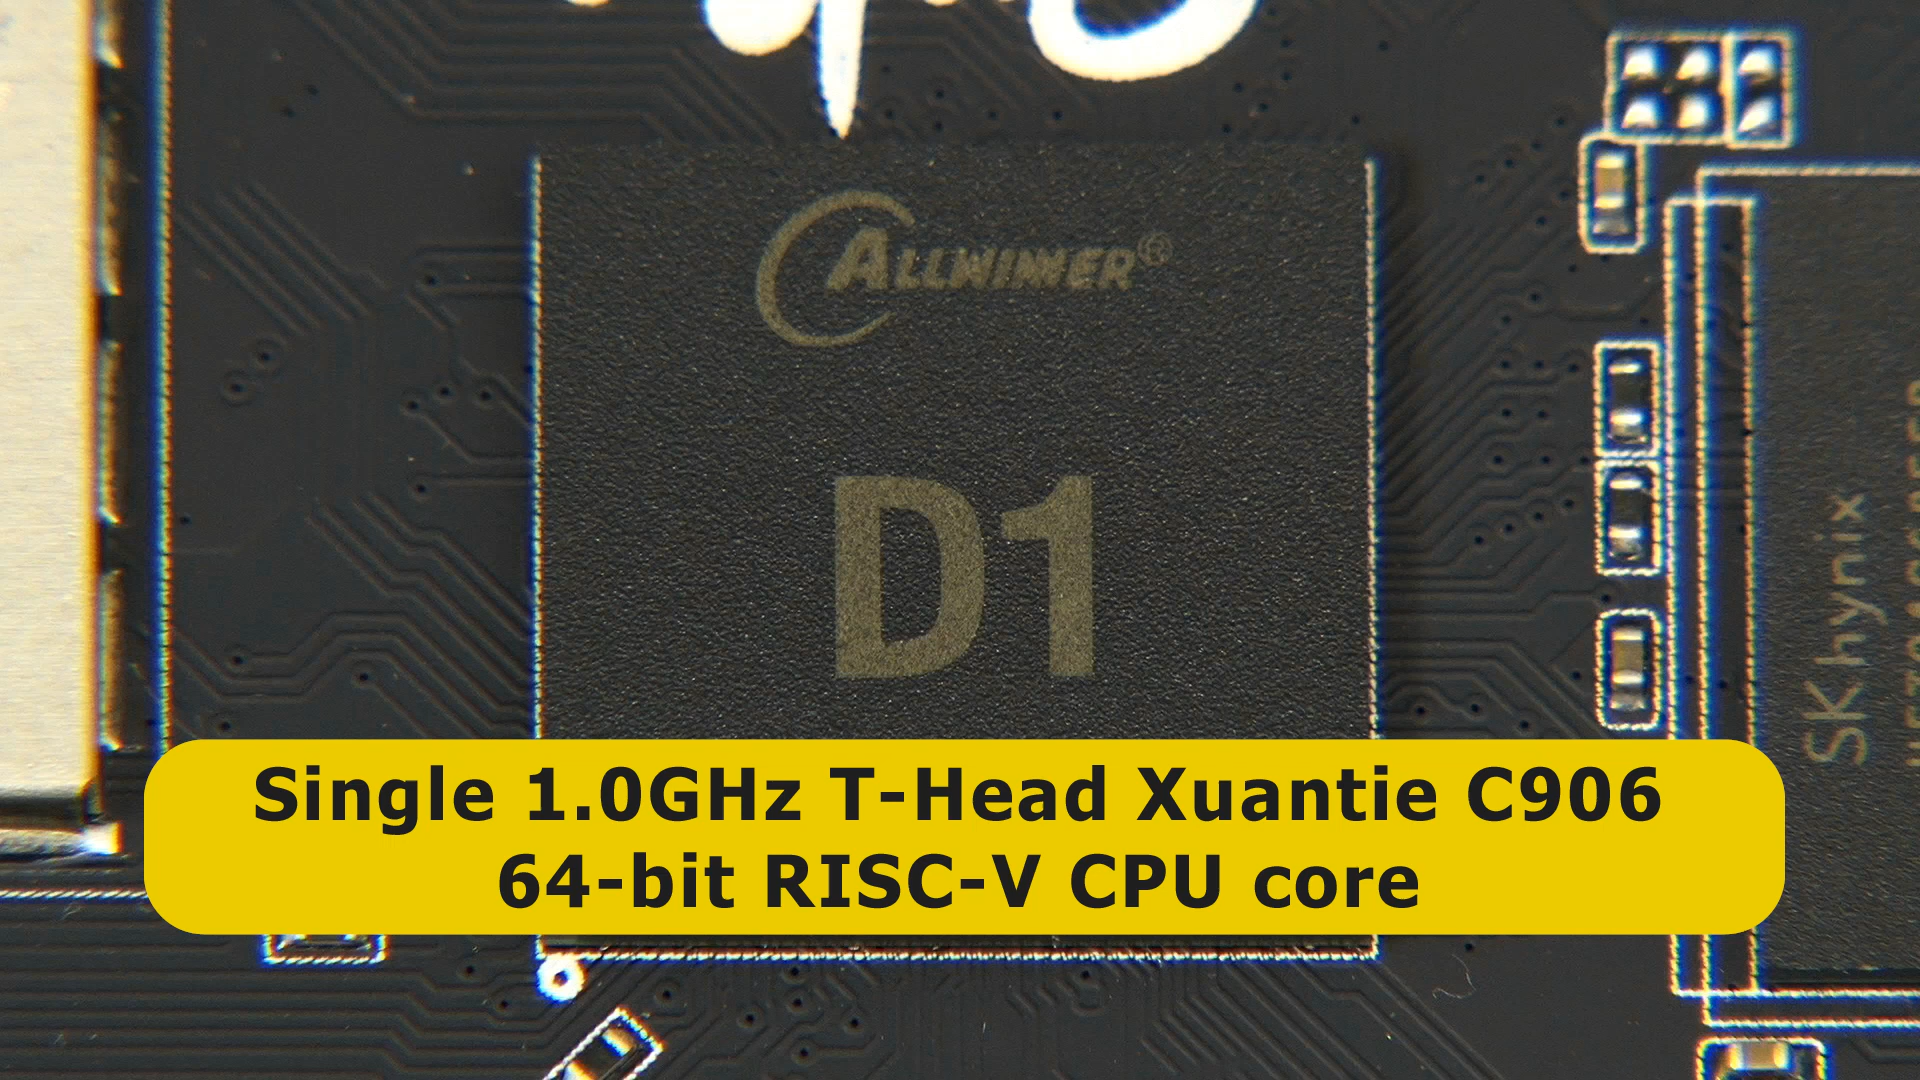 ALLWINNER®
D1
SK hynix
Single 1.0GHz T-Head Xuantie C906
64-bit RISC-V CPU core